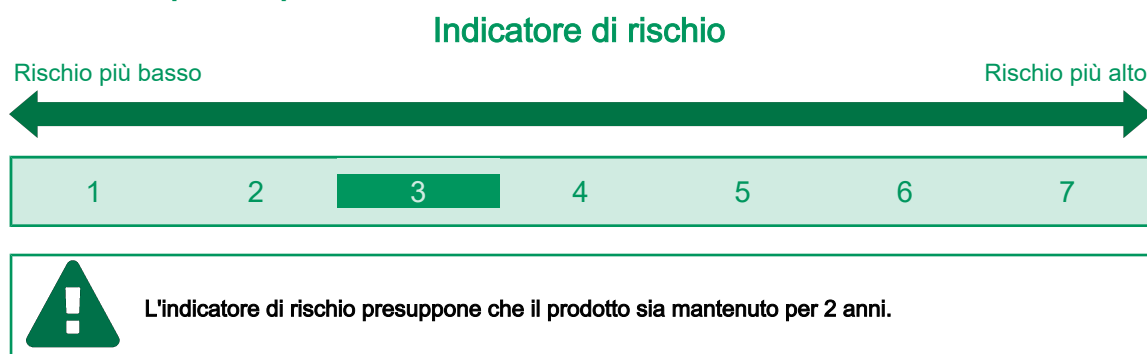 Indicatore di rischio
Rischio più basso
Rischio più alto
1 2 3 4 5 6 7
!
L'indicatore di rischio presuppone che il prodotto sia mantenuto per 2 anni.